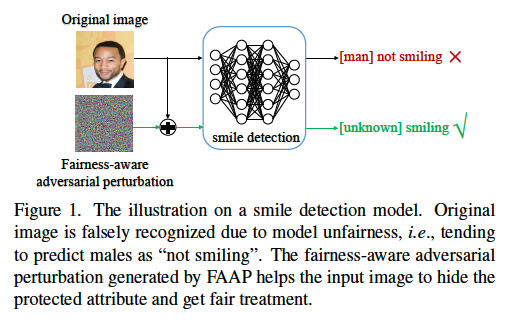 Original image
[man] not smiling ✕
smile detection
[unknown] smiling √
Fairness-aware
adversarial perturbation
Figure 1. The illustration on a smile detection model. Original
image is falsely recognized due to model unfairness, i.e., tending
to predict males as “not smiling”. The fairness-aware adversarial
perturbation generated by FAAP helps the input image to hide the
protected attribute and get fair treatment.